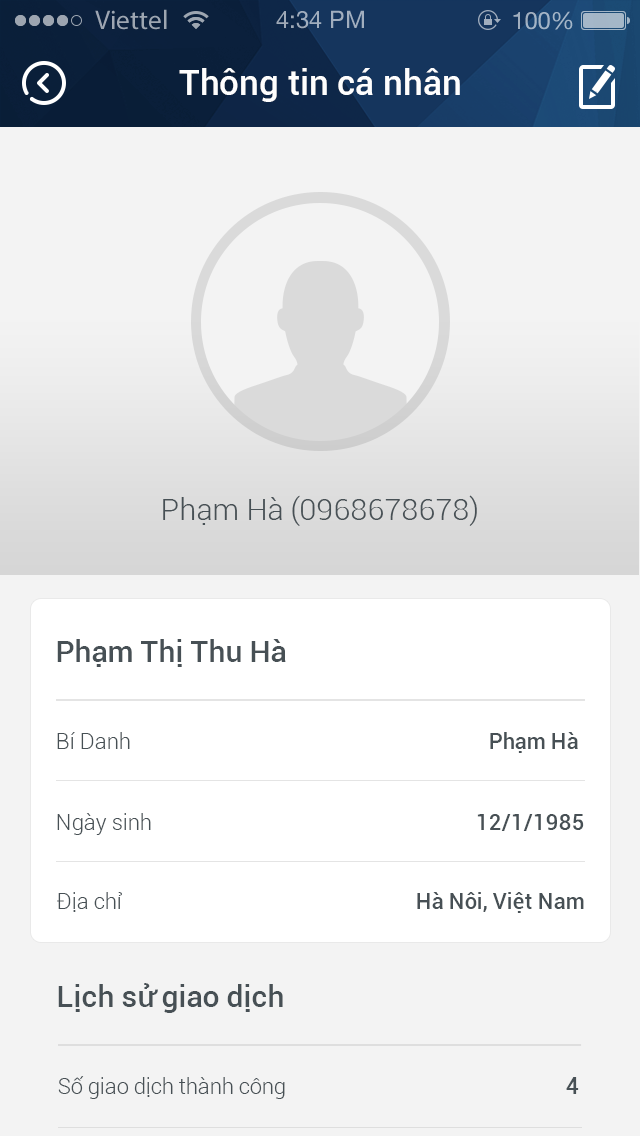 Viettel 4:34 PM 100%
Thông tin cá nhân
Phạm Hà (0968678678)
Phạm Thị Thu Hà
Bí Danh Phạm Hà
Ngày sinh 12/1/1985
Địa chỉ Hà Nôi, Việt Nam
Lịch sử giao dịch
Số giao dịch thành công 4